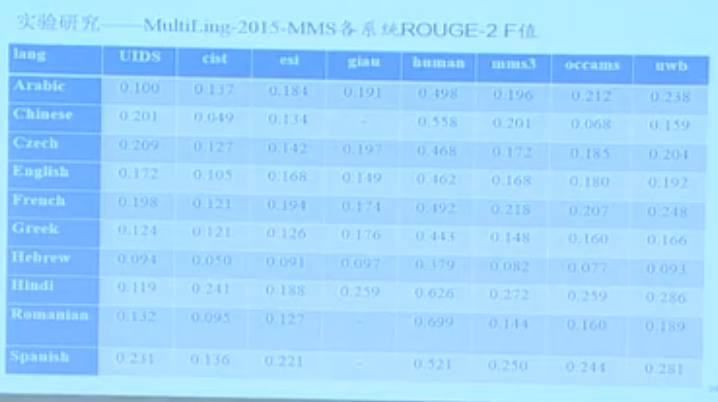 实验研究——MultiLing-2015-MMS各系统ROUGE-2 F值
lang UIDS cist esi giau human mms3 occams uwb
Arabic 0.100 0.137 0.184 0.191 0.498 0.196 0.212 0.238
Chinese 0.201 0.049 0.134 - 0.558 0.201 0.068 0.159
Czech 0.209 0.127 0.142 0.197 0.468 0.172 0.185 0.204
English 0.172 0.105 0.168 0.149 0.462 0.168 0.180 0.192
French 0.198 0.121 0.194 0.174 0.492 0.218 0.207 0.248
Greek 0.124 0.121 0.126 0.176 0.443 0.148 0.160 0.166
Hebrew 0.094 0.050 0.091 0.097 0.379 0.082 0.077 0.093
Hindi 0.119 0.241 0.188 0.259 0.626 0.272 0.259 0.286
Romanian 0.132 0.095 0.127 - 0.699 0.144 0.160 0.189
Spanish 0.231 0.136 0.221 - 0.521 0.250 0.244 0.281